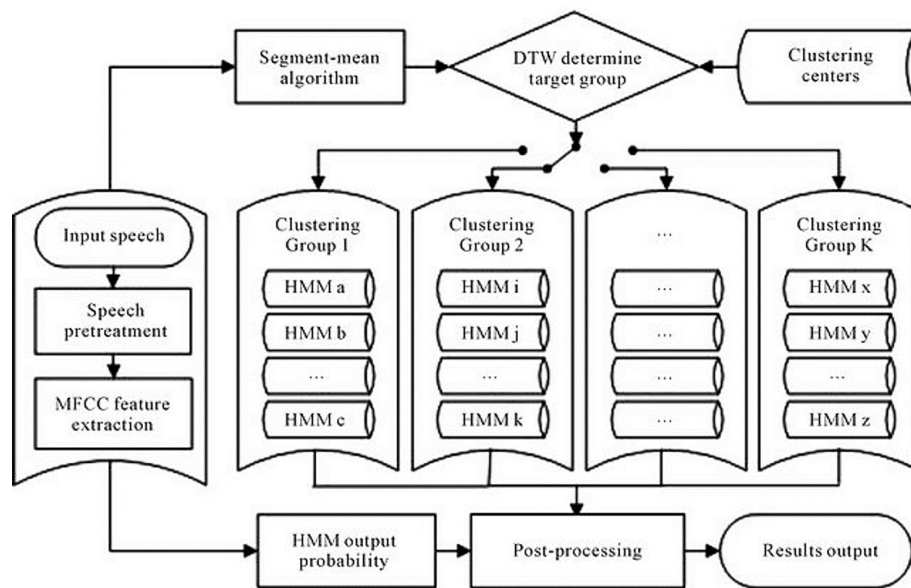 Segment-mean
algorithm
DTW determine
target group
Clustering
centers
Input speech
Speech
pretreatment
MFCC feature
extraction
Clustering
Group 1
HMM a
HMM b
...
HMM c
Clustering
Group 2
HMM i
HMM j
...
HMM k
...
...
...
...
...
Clustering
Group K
HMM x
HMM y
...
HMM z
HMM output
probability
Post-processing
Results output